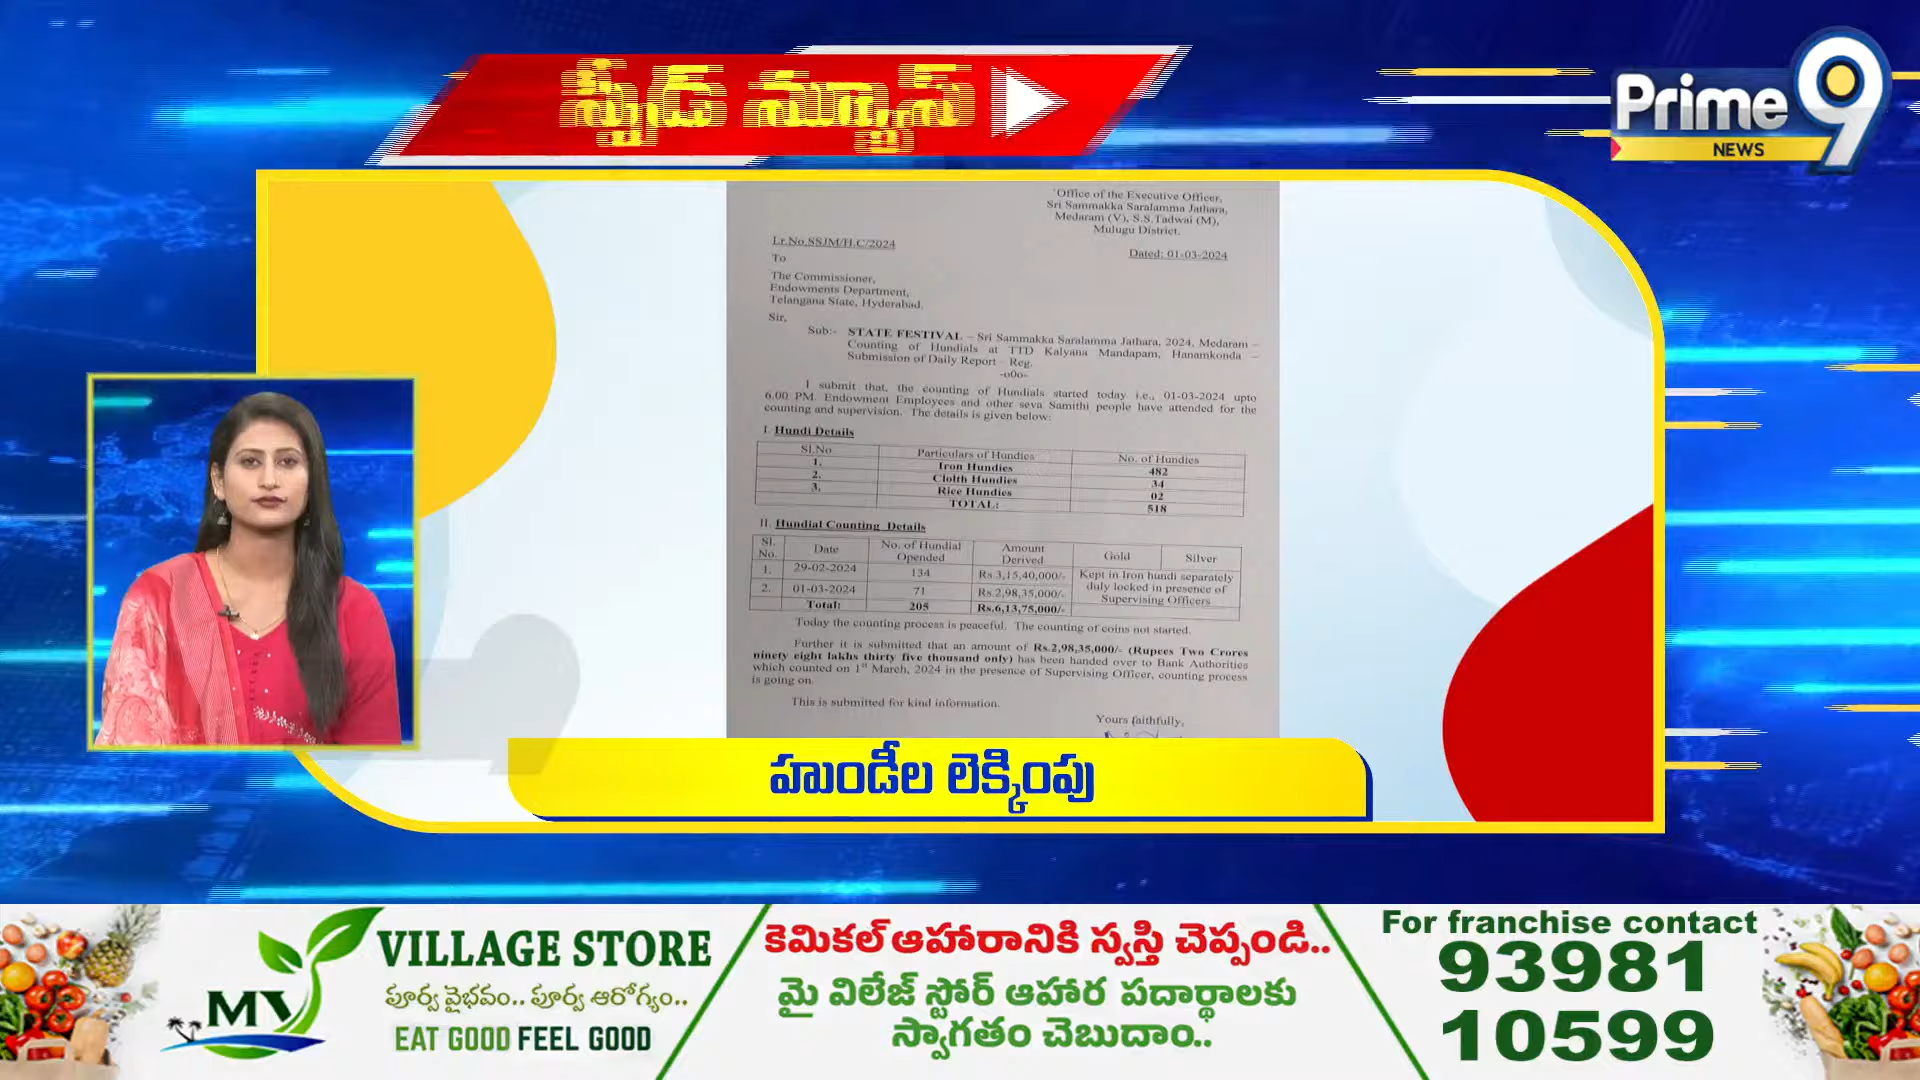 స్పీడ్ న్యూస్
Prime 9
NEWS
Office of the Executive Officer,
Sri Sammakka Saralamma Jathara,
Medaram (V), S.S.Tadwai (M),
Mulugu District.
Lr.No.SSJM/H.C/2024
Dated: 01-03-2024
To
The Commissioner,
Endowments Department,
Telangana State, Hyderabad.
Sir,
Sub:- STATE FESTIVAL – Sri Sammakka Saralamma Jathara, 2024, Medaram –
Counting of Hundials at TTD Kalyana Mandapam, Hanamkonda –
Submission of Daily Report – Reg.
-o0o-
I submit that, the counting of Hundials started today i.e., 01-03-2024 upto
6.00 PM. Endowment Employees and other seva Samithi people have attended for the
counting and supervision. The details is given below:
I. Hundi Details
Sl.No Particulars of Hundies No. of Hundies
1. Iron Hundies 482
2. Clolth Hundies 34
3. Rice Hundies 02
TOTAL: 518
II. Hundial Counting Details
Sl. No. Date No. of Hundial Opended Amount Derived Gold Silver
1. 29-02-2024 134 Rs.3,15,40,000/- Kept in Iron hundi separately
2. 01-03-2024 71 Rs.2,98,35,000/- duly locked in presence of
Supervising Officers
Total: 205 Rs.6,13,75,000/-
Today the counting process is peaceful. The counting of coins not started.
Further it is submitted that an amount of Rs.2,98,35,000/- (Rupees Two Crores
ninety eight lakhs thirty five thousand only) has been handed over to Bank Authorities
which counted on 1st March, 2024 in the presence of Supervising Officer, counting process
is going on.
This is submitted for kind information.
Yours faithfully,
హుండీల లెక్కింపు
MV
VILLAGE STORE
పూర్వ వైభవం.. పూర్వ ఆరోగ్యం..
EAT GOOD FEEL GOOD
కెమికల్ ఆహారానికి స్వస్తి చెప్పండి..
మై విలేజ్ స్టోర్ ఆహార పదార్థాలకు
స్వాగతం చెబుదాం..
For franchise contact
93981
10599